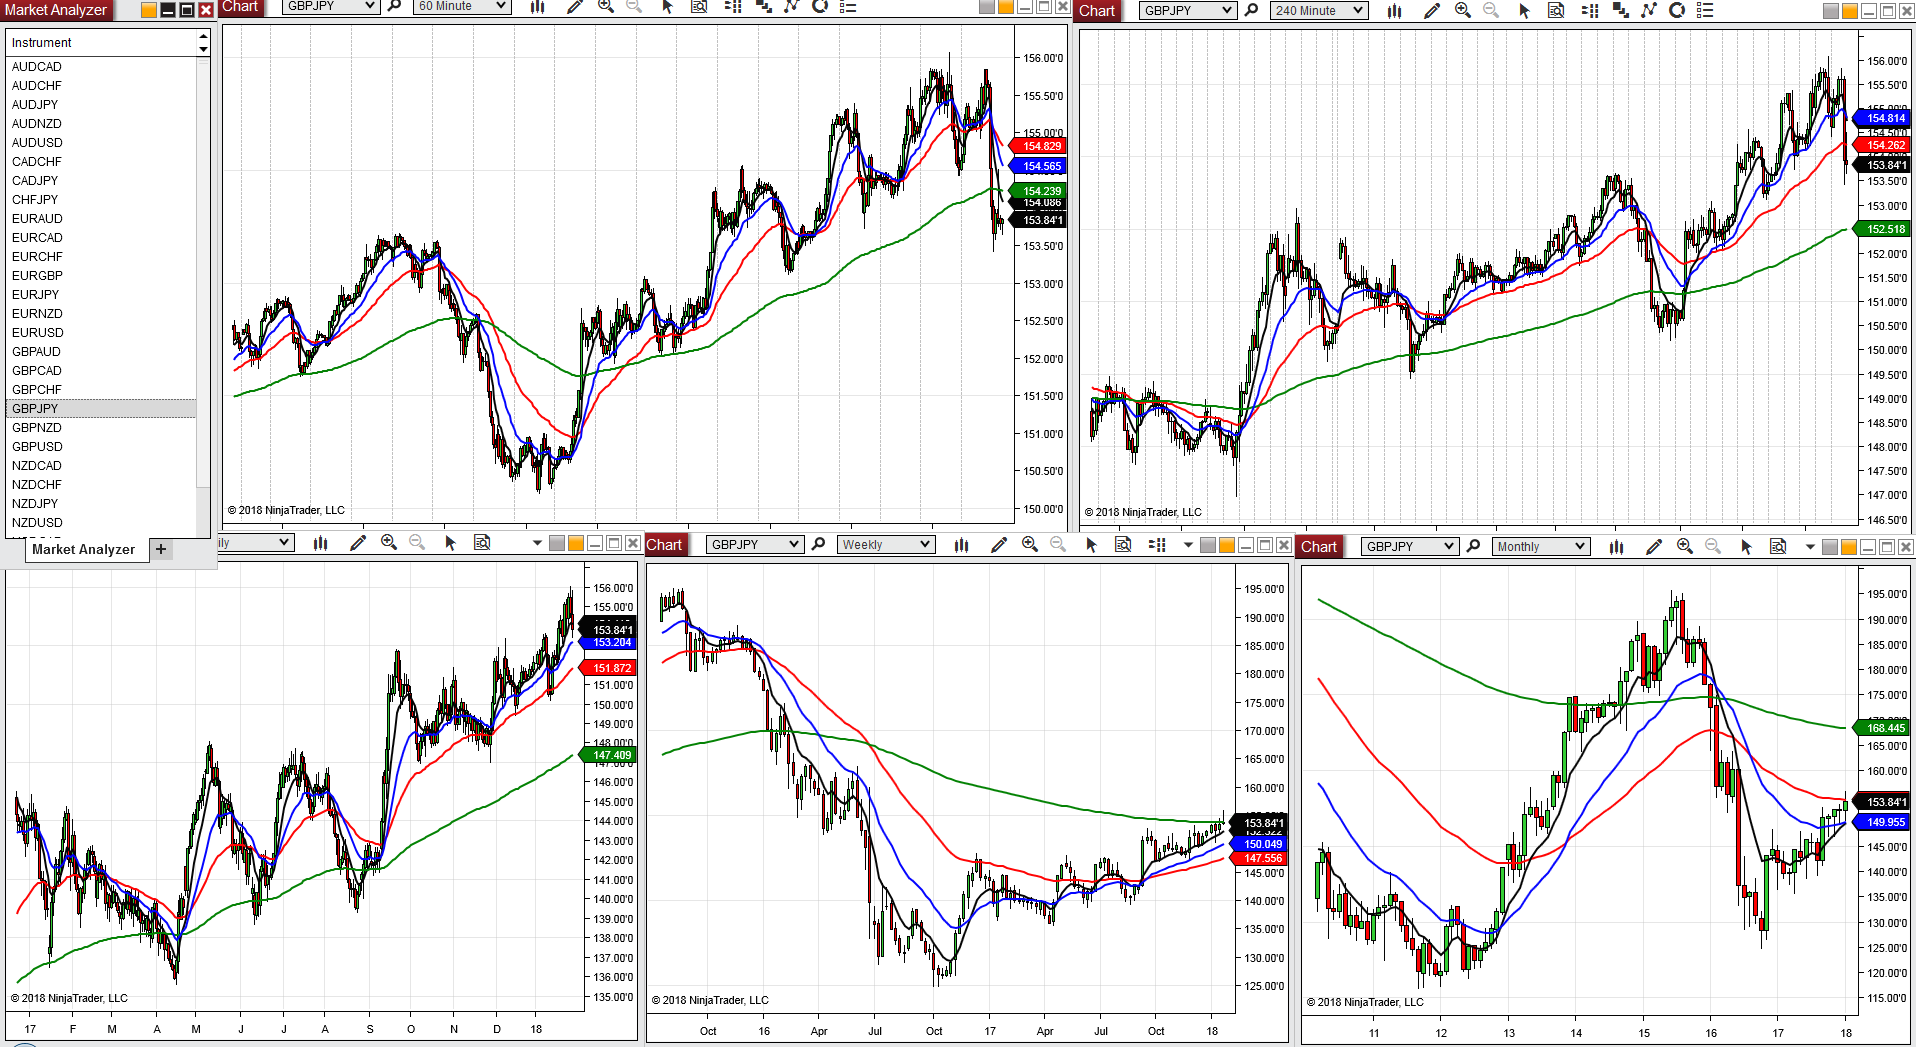 Market Analyzer
Instrument
AUDCAD
AUDCHF
AUDJPY
AUDNZD
AUDUSD
CADCHF
CADJPY
CHFJPY
EURAUD
EURCAD
EURCHF
EURGBP
EURJPY
EURNZD
EURUSD
GBPAUD
GBPCAD
GBPCHF
GBPJPY
GBPNZD
GBPUSD
NZDCAD
NZDCHF
NZDJPY
NZDUSD
Market Analyzer +
Chart GBPJPY 60 Minute
156.00'0
155.50'0
155.00'0
154.829
154.565
154.239
154.086
153.84'1
153.50'0
153.00'0
152.50'0
152.00'0
151.50'0
151.00'0
150.50'0
150.00'0
© 2018 NinjaTrader, LLC
Chart GBPJPY 240 Minute
156.00'0
155.50'0
154.814
154.50'0
154.262
153.84'1
153.50'0
153.00'0
152.518
152.00'0
151.50'0
151.00'0
150.50'0
150.00'0
149.50'0
149.00'0
148.50'0
148.00'0
147.50'0
147.00'0
146.50'0
© 2018 NinjaTrader, LLC
ily
156.00'0
155.00'0
153.84'1
153.204
151.872
151.00'0
150.00'0
149.00'0
148.00'0
147.409
146.00'0
145.00'0
144.00'0
143.00'0
142.00'0
141.00'0
140.00'0
139.00'0
138.00'0
137.00'0
136.00'0
135.00'0
© 2018 NinjaTrader, LLC
17 F M A M J J A S O N D 18
Chart GBPJPY Weekly
195.00'0
190.00'0
185.00'0
180.00'0
175.00'0
170.00'0
165.00'0
160.00'0
153.84'1
150.049
147.556
145.00'0
140.00'0
135.00'0
130.00'0
125.00'0
© 2018 NinjaTrader, LLC
Oct 16 Apr Jul Oct 17 Apr Jul Oct 18
Chart GBPJPY Monthly
195.00'0
190.00'0
185.00'0
180.00'0
175.00'0
168.445
165.00'0
160.00'0
153.84'1
149.955
145.00'0
140.00'0
135.00'0
130.00'0
125.00'0
120.00'0
115.00'0
© 2018 NinjaTrader, LLC
11 12 13 14 15 16 17 18